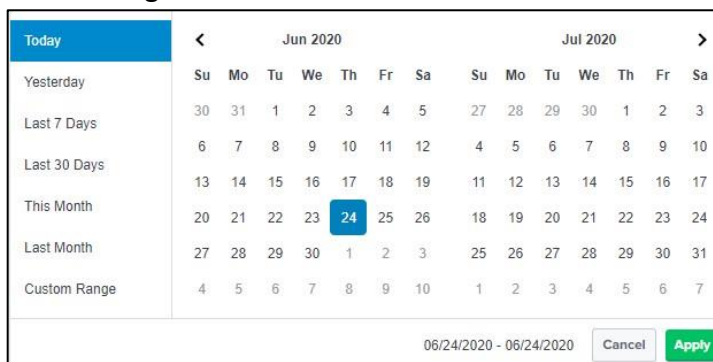 Today
Yesterday
Last 7 Days
Last 30 Days
This Month
Last Month
Custom Range
Jun 2020
Su Mo Tu We Th Fr Sa
30 31 1 2 3 4 5
6 7 8 9 10 11 12
13 14 15 16 17 18 19
20 21 22 23 24 25 26
27 28 29 30 1 2 3
4 5 6 7 8 9 10
Jul 2020
Su Mo Tu We Th Fr Sa
27 28 29 30 1 2 3
4 5 6 7 8 9 10
11 12 13 14 15 16 17
18 19 20 21 22 23 24
25 26 27 28 29 30 31
1 2 3 4 5 6 7
06/24/2020 - 06/24/2020 Cancel Apply